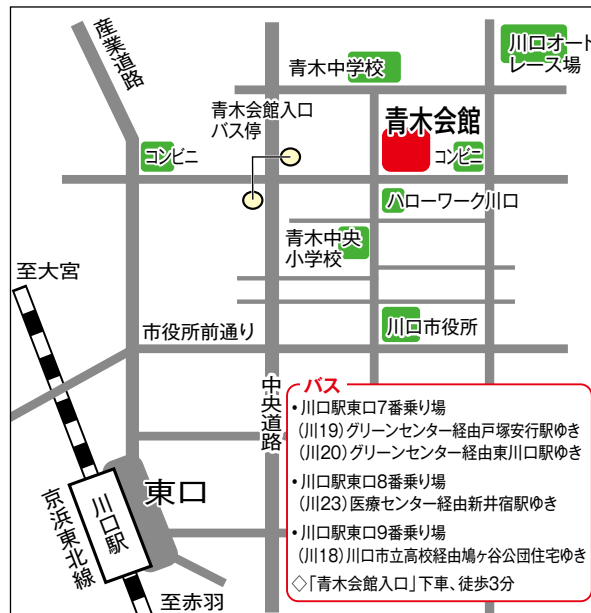 産業道路
青木中学校
川口オート
レース場
青木会館入口
バス停
青木会館
コンビニ
コンビニ
ハローワーク川口
青木中央
小学校
至大宮
川口市役所
市役所前通り
中央道路
東口
川口駅
京浜東北線
至赤羽
バス
・川口駅東口7番乗り場
（川19）グリーンセンター経由戸塚安行駅ゆき
（川20）グリーンセンター経由東川口駅ゆき
・川口駅東口8番乗り場
（川23）医療センター経由新井宿駅ゆき
・川口駅東口9番乗り場
（川18）川口市立高校経由鳩ヶ谷公団住宅ゆき
◇「青木会館入口」下車、徒歩3分